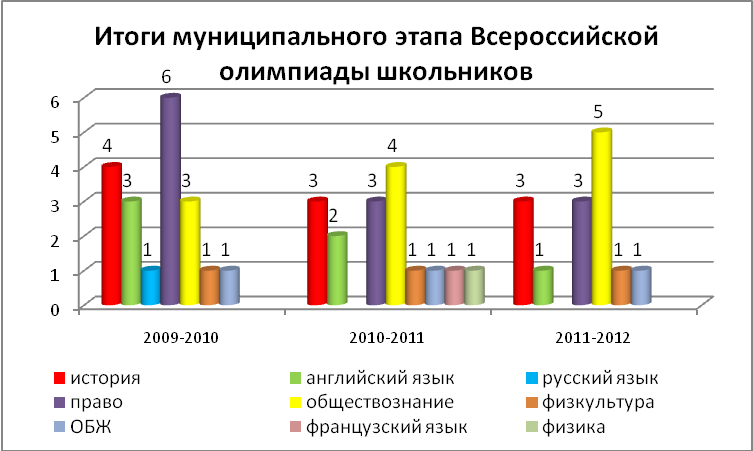 Итоги муниципального этапа Всероссийской
олимпиады школьников
6
5
4
3
2
1
0
4 3 1 6 3 1 1
3 2 3 4 1 1 1 1
3 1 3 5 1 1
2009-2010 2010-2011 2011-2012
история английский язык русский язык
право обществознание физкультура
ОБЖ французский язык физика